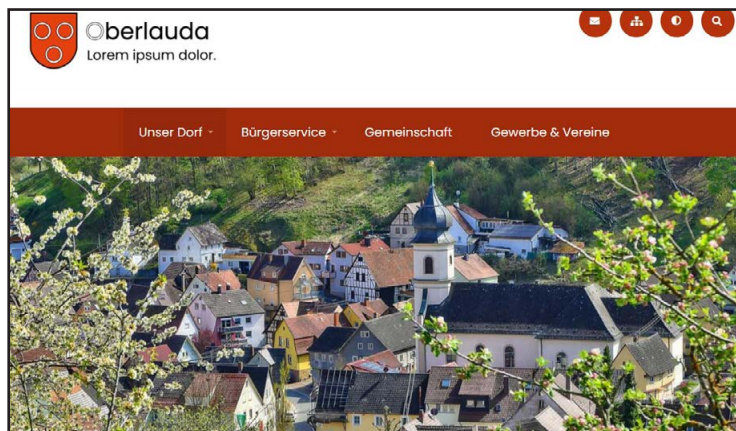 Oberlauda
Lorem ipsum dolor.
Unser Dorf Bürgerservice Gemeinschaft Gewerbe & Vereine